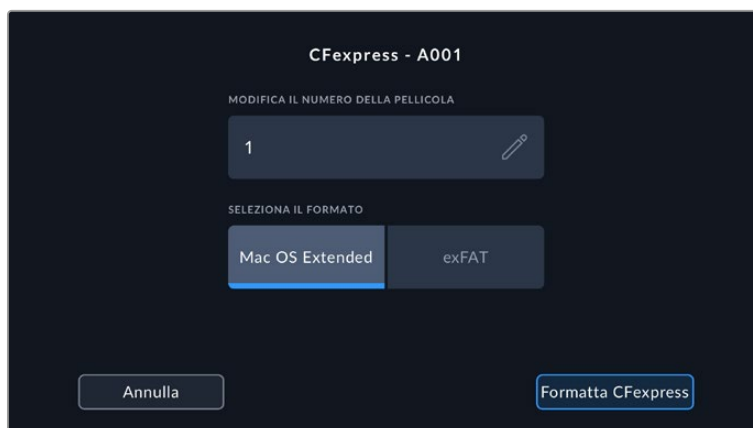 CFexpress - A001
MODIFICA IL NUMERO DELLA PELLICOLA
1
SELEZIONA IL FORMATO
Mac OS Extended
exFAT
Annulla
Formatta CFexpress